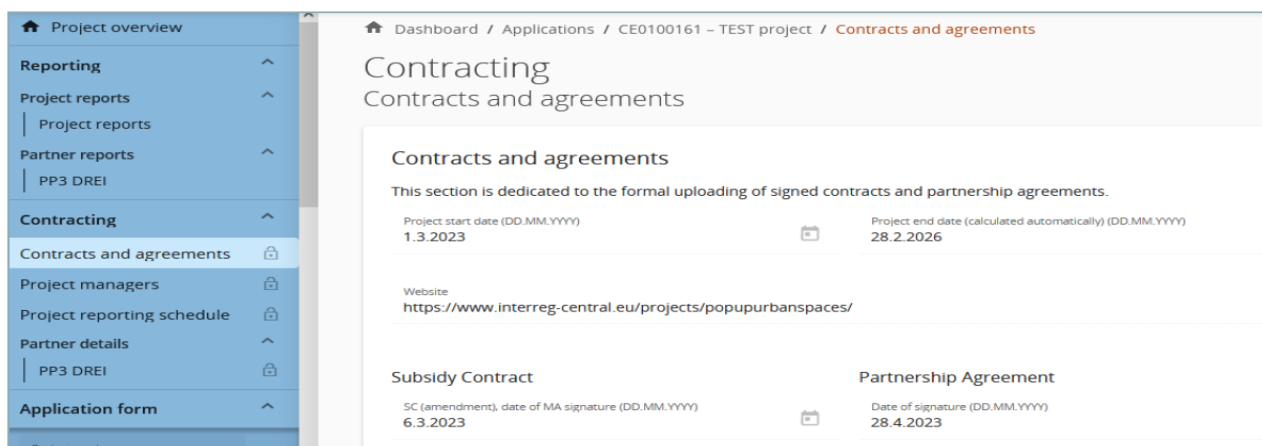 Project overview
Reporting
Project reports
Project reports
Partner reports
PP3 DREI
Contracting
Contracts and agreements
Project managers
Project reporting schedule
Partner details
PP3 DREI
Application form
Dashboard / Applications / CE0100161 – TEST project / Contracts and agreements
Contracting
Contracts and agreements
Contracts and agreements
This section is dedicated to the formal uploading of signed contracts and partnership agreements.
Project start date (DD.MM.YYYY)
1.3.2023
Project end date (calculated automatically) (DD.MM.YYYY)
28.2.2026
Website
https://www.interreg-central.eu/projects/popupurbanspaces/
Subsidy Contract
SC (amendment), date of MA signature (DD.MM.YYYY)
6.3.2023
Partnership Agreement
Date of signature (DD.MM.YYYY)
28.4.2023